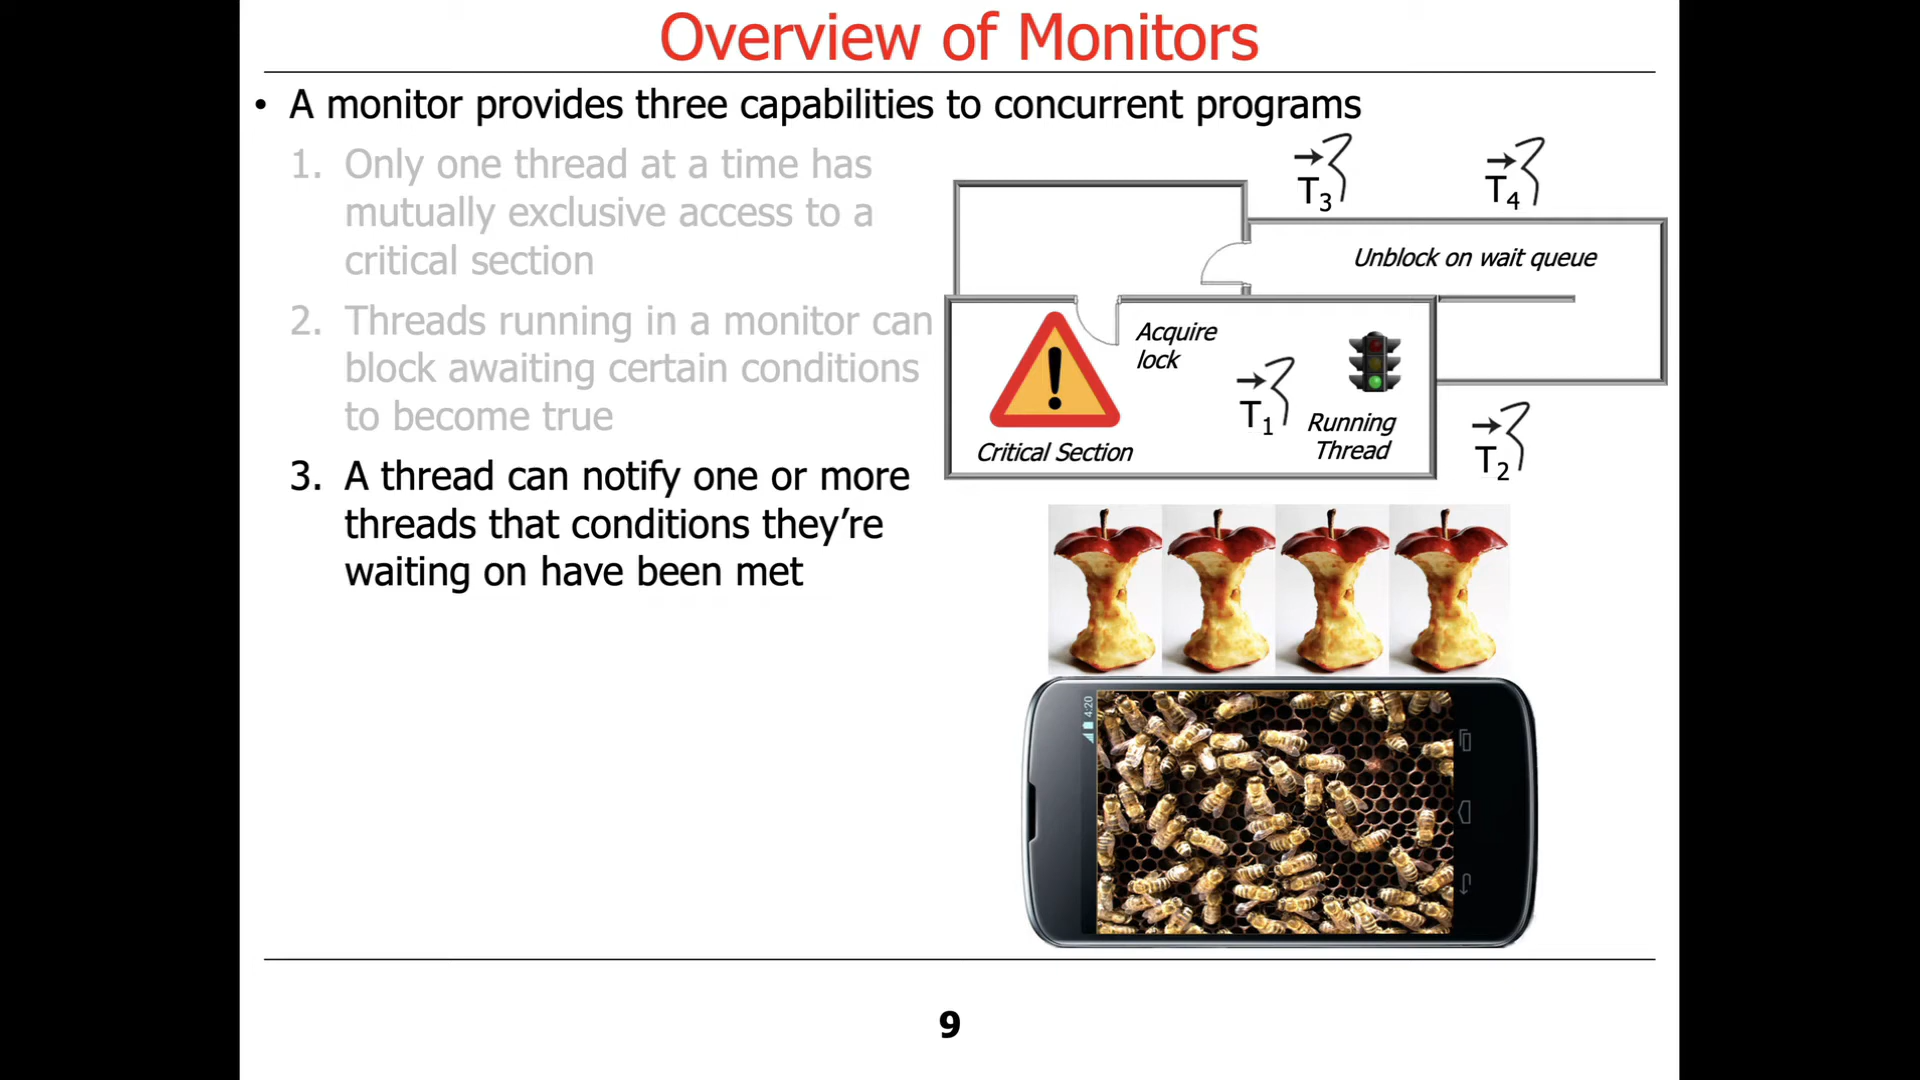 Overview of Monitors
• A monitor provides three capabilities to concurrent programs
1. Only one thread at a time has
mutually exclusive access to a
critical section
2. Threads running in a monitor can
block awaiting certain conditions
to become true
3. A thread can notify one or more
threads that conditions they’re
waiting on have been met
T3
T4
Unblock on wait queue
Acquire
lock
T1
Running
Thread
Critical Section
T2
4:20
9